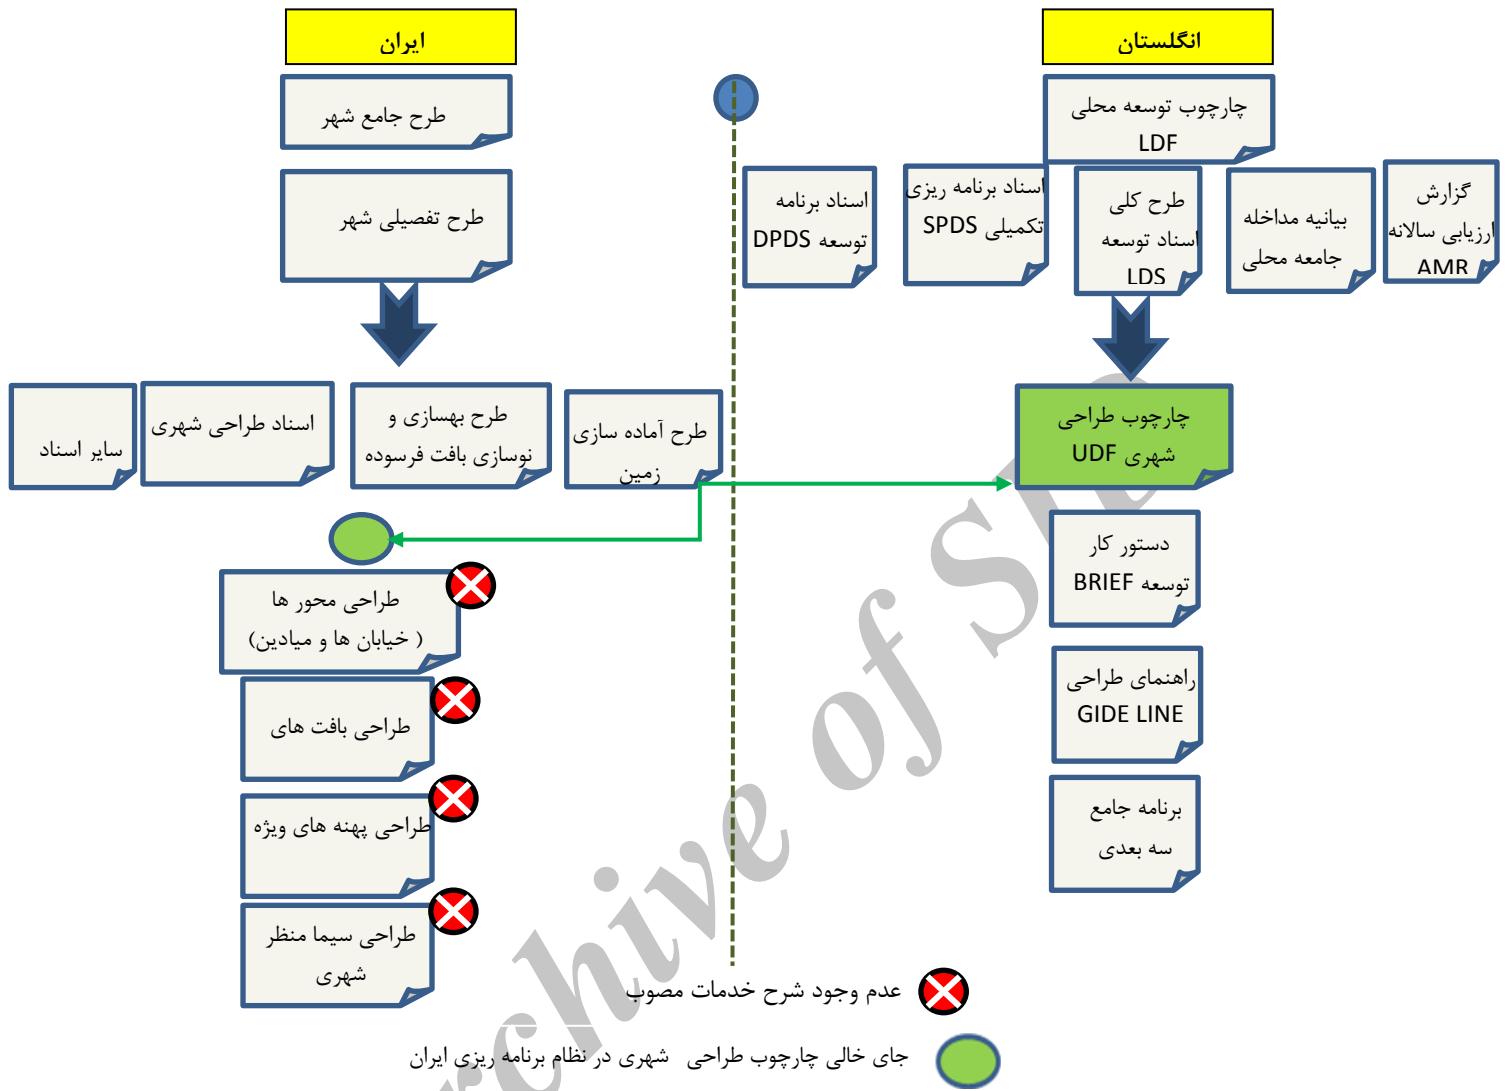 انگلستان
ایران
چارچوب توسعه محلی
LDF
گزارش
ارزیابی سالانه
AMR
بیانیه مداخله
جامعه محلی
طرح کلی
اسناد توسعه
LDS
اسناد برنامه ریزی
تکمیلی SPDS
اسناد برنامه
توسعه DPDS
چارچوب طراحی
شهری UDF
دستور کار
توسعه BRIEF
راهنمای طراحی
GIDE LINE
برنامه جامع
سه بعدی
طرح جامع شهر
طرح تفصیلی شهر
طرح آماده سازی
زمین
طرح بهسازی و
نوسازی بافت فرسوده
اسناد طراحی شهری
سایر اسناد
طراحی محور ها
( خیابان ها و میادین)
طراحی بافت های
طراحی پهنه های ویژه
طراحی سیما منظر
شهری
عدم وجود شرح خدمات مصوب
جای خالی چارچوب طراحی شهری در نظام برنامه ریزی ایران